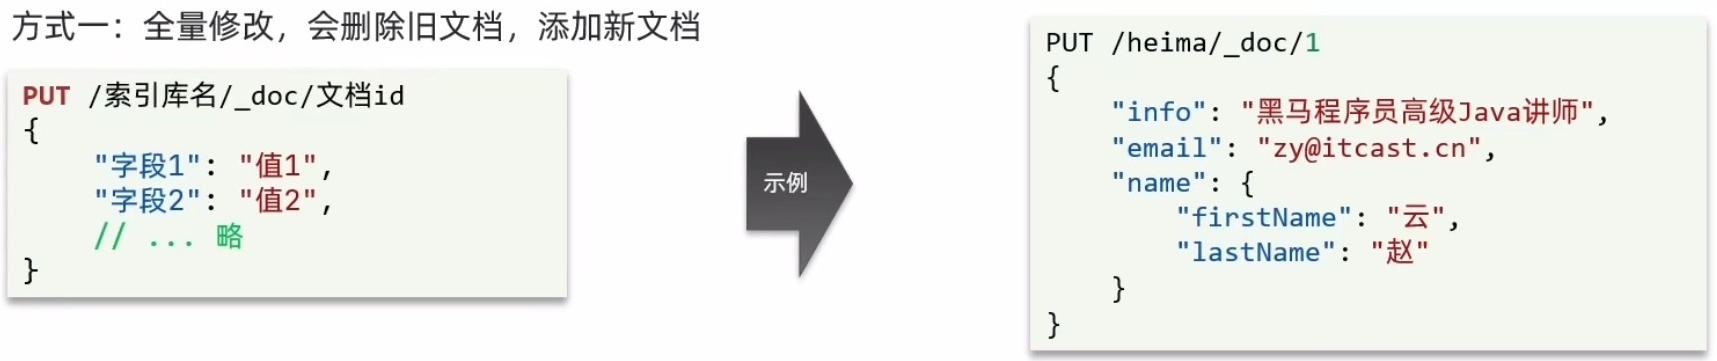 方式一：全量修改，会删除旧文档，添加新文档
PUT /索引库名/_doc/文档id
{
    "字段1": "值1",
    "字段2": "值2",
    // ... 略
}
示例
PUT /heima/_doc/1
{
    "info": "黑马程序员高级Java讲师",
    "email": "zy@itcast.cn",
    "name": {
        "firstName": "云",
        "lastName": "赵"
    }
}